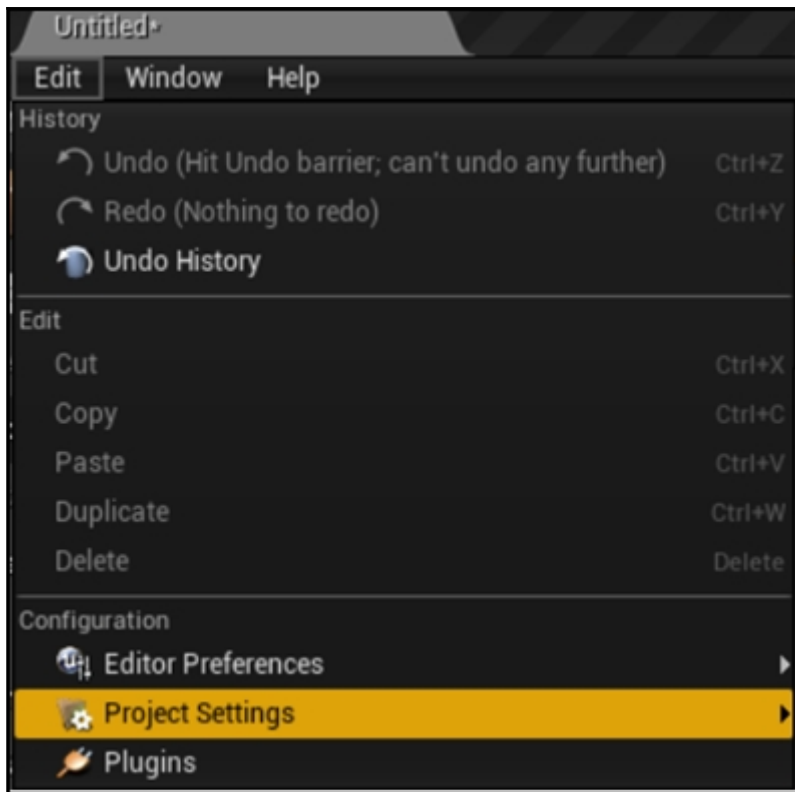 Untitled*
Edit Window Help
History
Undo (Hit Undo barrier; can't undo any further) Ctrl+Z
Redo (Nothing to redo) Ctrl+Y
Undo History
Edit
Cut Ctrl+X
Copy Ctrl+C
Paste Ctrl+V
Duplicate Ctrl+W
Delete Delete
Configuration
Editor Preferences
Project Settings
Plugins